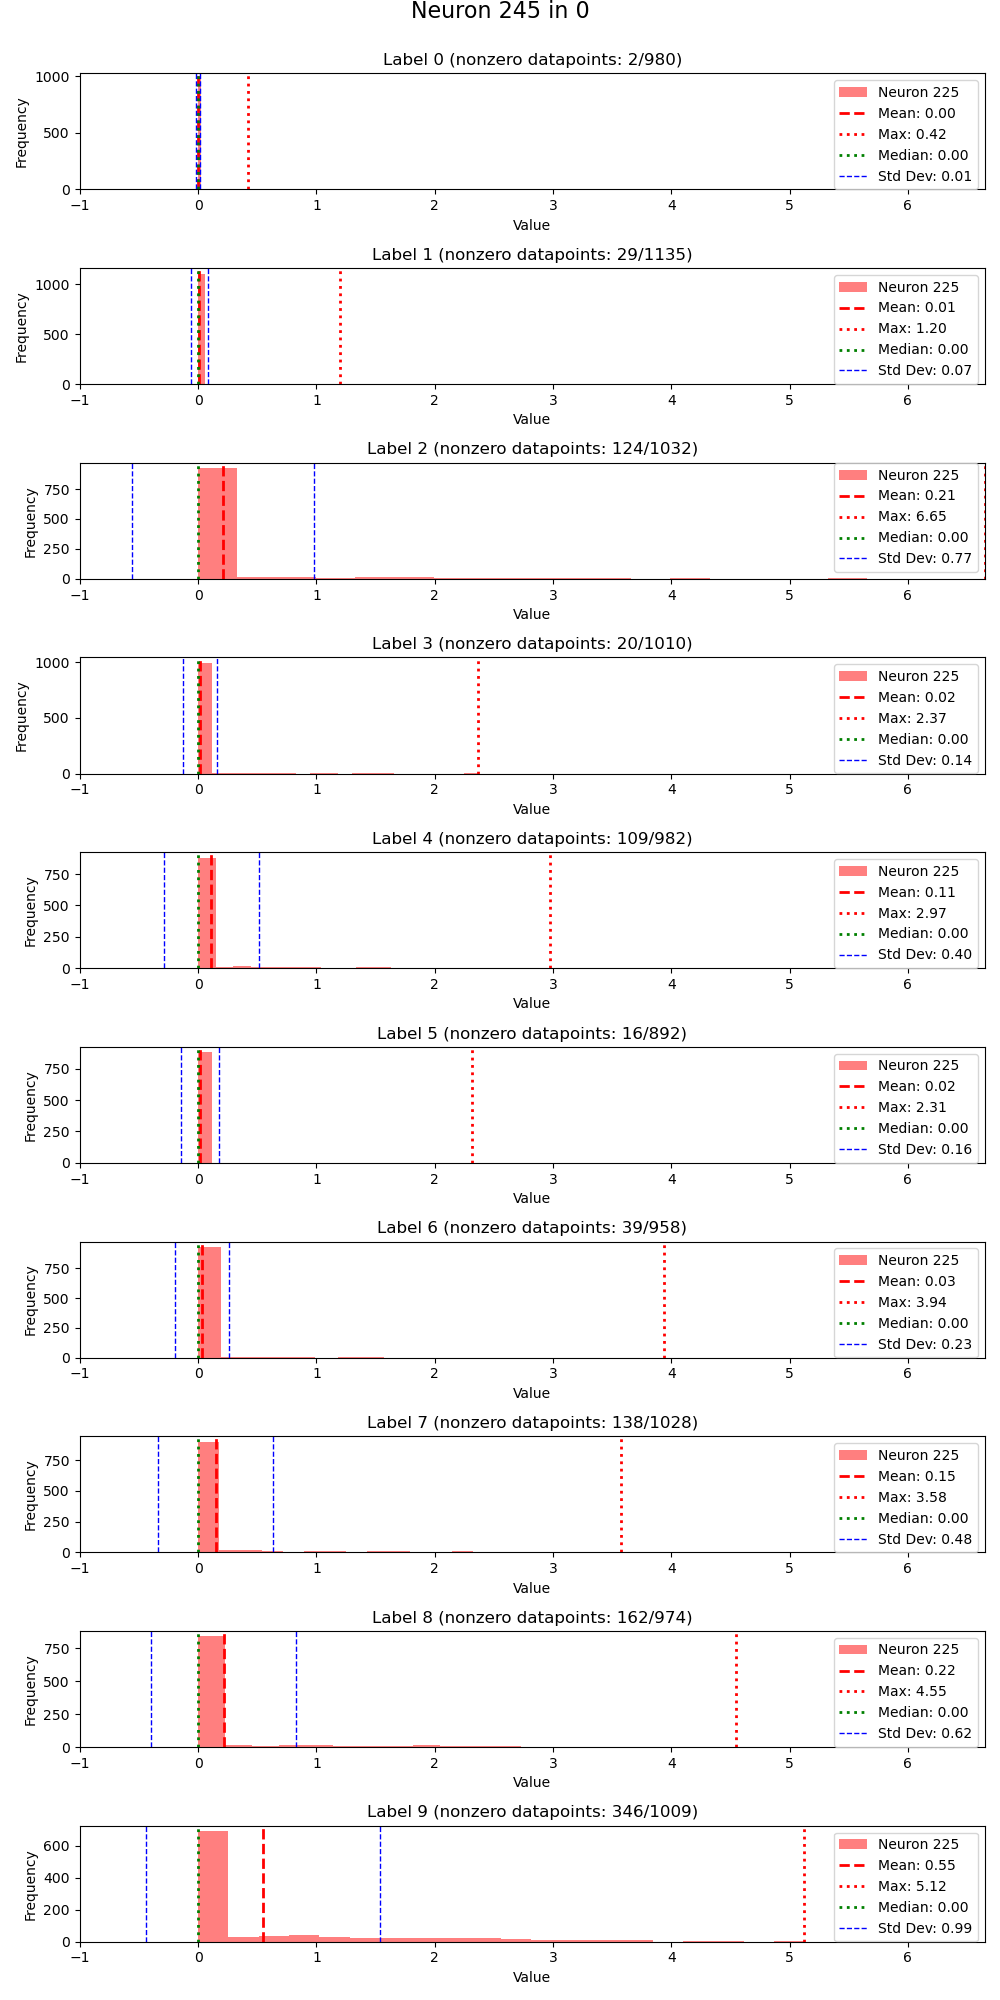 Neuron 245 in 0
Label 0 (nonzero datapoints: 2/980)
Frequency
1000
500
0
Neuron 225
Mean: 0.00
Max: 0.42
Median: 0.00
Std Dev: 0.01
−1 0 1 2 3 4 5 6
Value
Label 1 (nonzero datapoints: 29/1135)
Frequency
1000
500
0
Neuron 225
Mean: 0.01
Max: 1.20
Median: 0.00
Std Dev: 0.07
−1 0 1 2 3 4 5 6
Value
Label 2 (nonzero datapoints: 124/1032)
Frequency
750
500
250
0
Neuron 225
Mean: 0.21
Max: 6.65
Median: 0.00
Std Dev: 0.77
−1 0 1 2 3 4 5 6
Value
Label 3 (nonzero datapoints: 20/1010)
Frequency
1000
500
0
Neuron 225
Mean: 0.02
Max: 2.37
Median: 0.00
Std Dev: 0.14
−1 0 1 2 3 4 5 6
Value
Label 4 (nonzero datapoints: 109/982)
Frequency
750
500
250
0
Neuron 225
Mean: 0.11
Max: 2.97
Median: 0.00
Std Dev: 0.40
−1 0 1 2 3 4 5 6
Value
Label 5 (nonzero datapoints: 16/892)
Frequency
750
500
250
0
Neuron 225
Mean: 0.02
Max: 2.31
Median: 0.00
Std Dev: 0.16
−1 0 1 2 3 4 5 6
Value
Label 6 (nonzero datapoints: 39/958)
Frequency
750
500
250
0
Neuron 225
Mean: 0.03
Max: 3.94
Median: 0.00
Std Dev: 0.23
−1 0 1 2 3 4 5 6
Value
Label 7 (nonzero datapoints: 138/1028)
Frequency
750
500
250
0
Neuron 225
Mean: 0.15
Max: 3.58
Median: 0.00
Std Dev: 0.48
−1 0 1 2 3 4 5 6
Value
Label 8 (nonzero datapoints: 162/974)
Frequency
750
500
250
0
Neuron 225
Mean: 0.22
Max: 4.55
Median: 0.00
Std Dev: 0.62
−1 0 1 2 3 4 5 6
Value
Label 9 (nonzero datapoints: 346/1009)
Frequency
600
400
200
0
Neuron 225
Mean: 0.55
Max: 5.12
Median: 0.00
Std Dev: 0.99
−1 0 1 2 3 4 5 6
Value